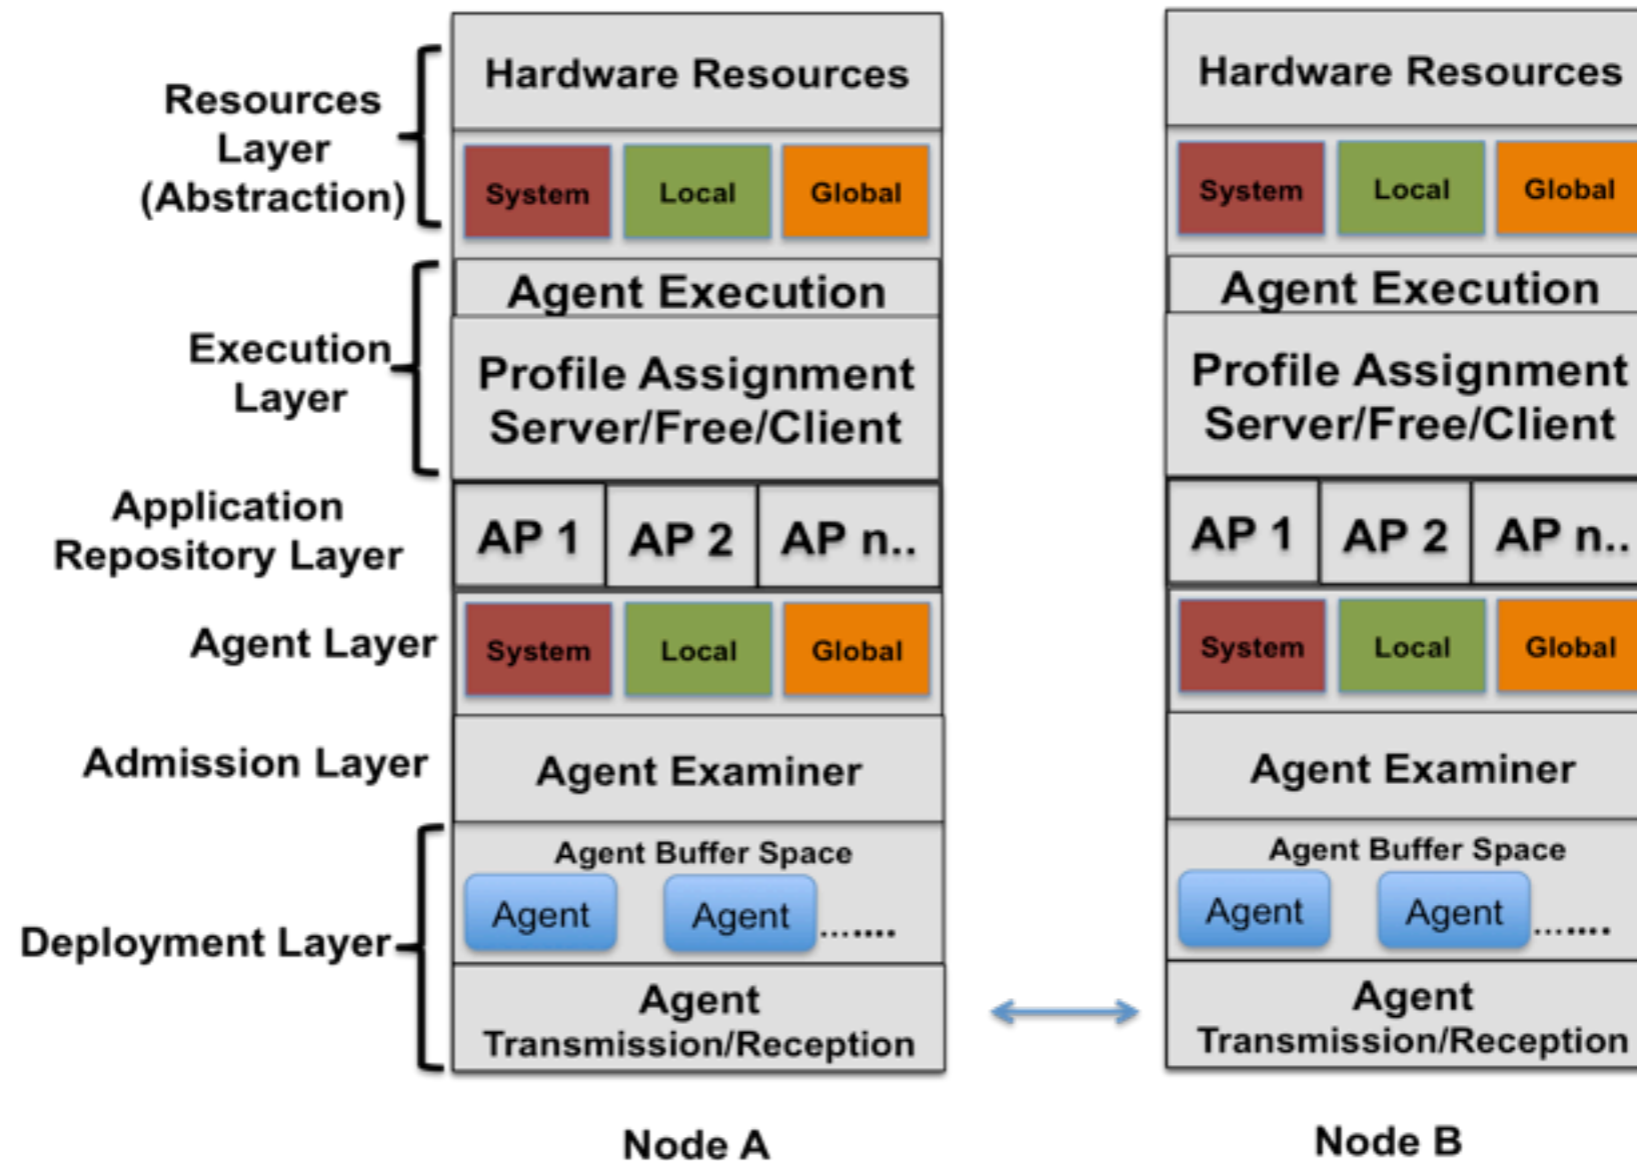 Resources
Layer
(Abstraction)
Execution
Layer
Application
Repository Layer
Agent Layer
Admission Layer
Deployment Layer
Hardware Resources
System Local Global
Agent Execution
Profile Assignment
Server/Free/Client
AP 1 AP 2 AP n..
System Local Global
Agent Examiner
Agent Buffer Space
Agent Agent .......
Agent
Transmission/Reception
Node A
Hardware Resources
System Local Global
Agent Execution
Profile Assignment
Server/Free/Client
AP 1 AP 2 AP n..
System Local Global
Agent Examiner
Agent Buffer Space
Agent Agent .......
Agent
Transmission/Reception
Node B